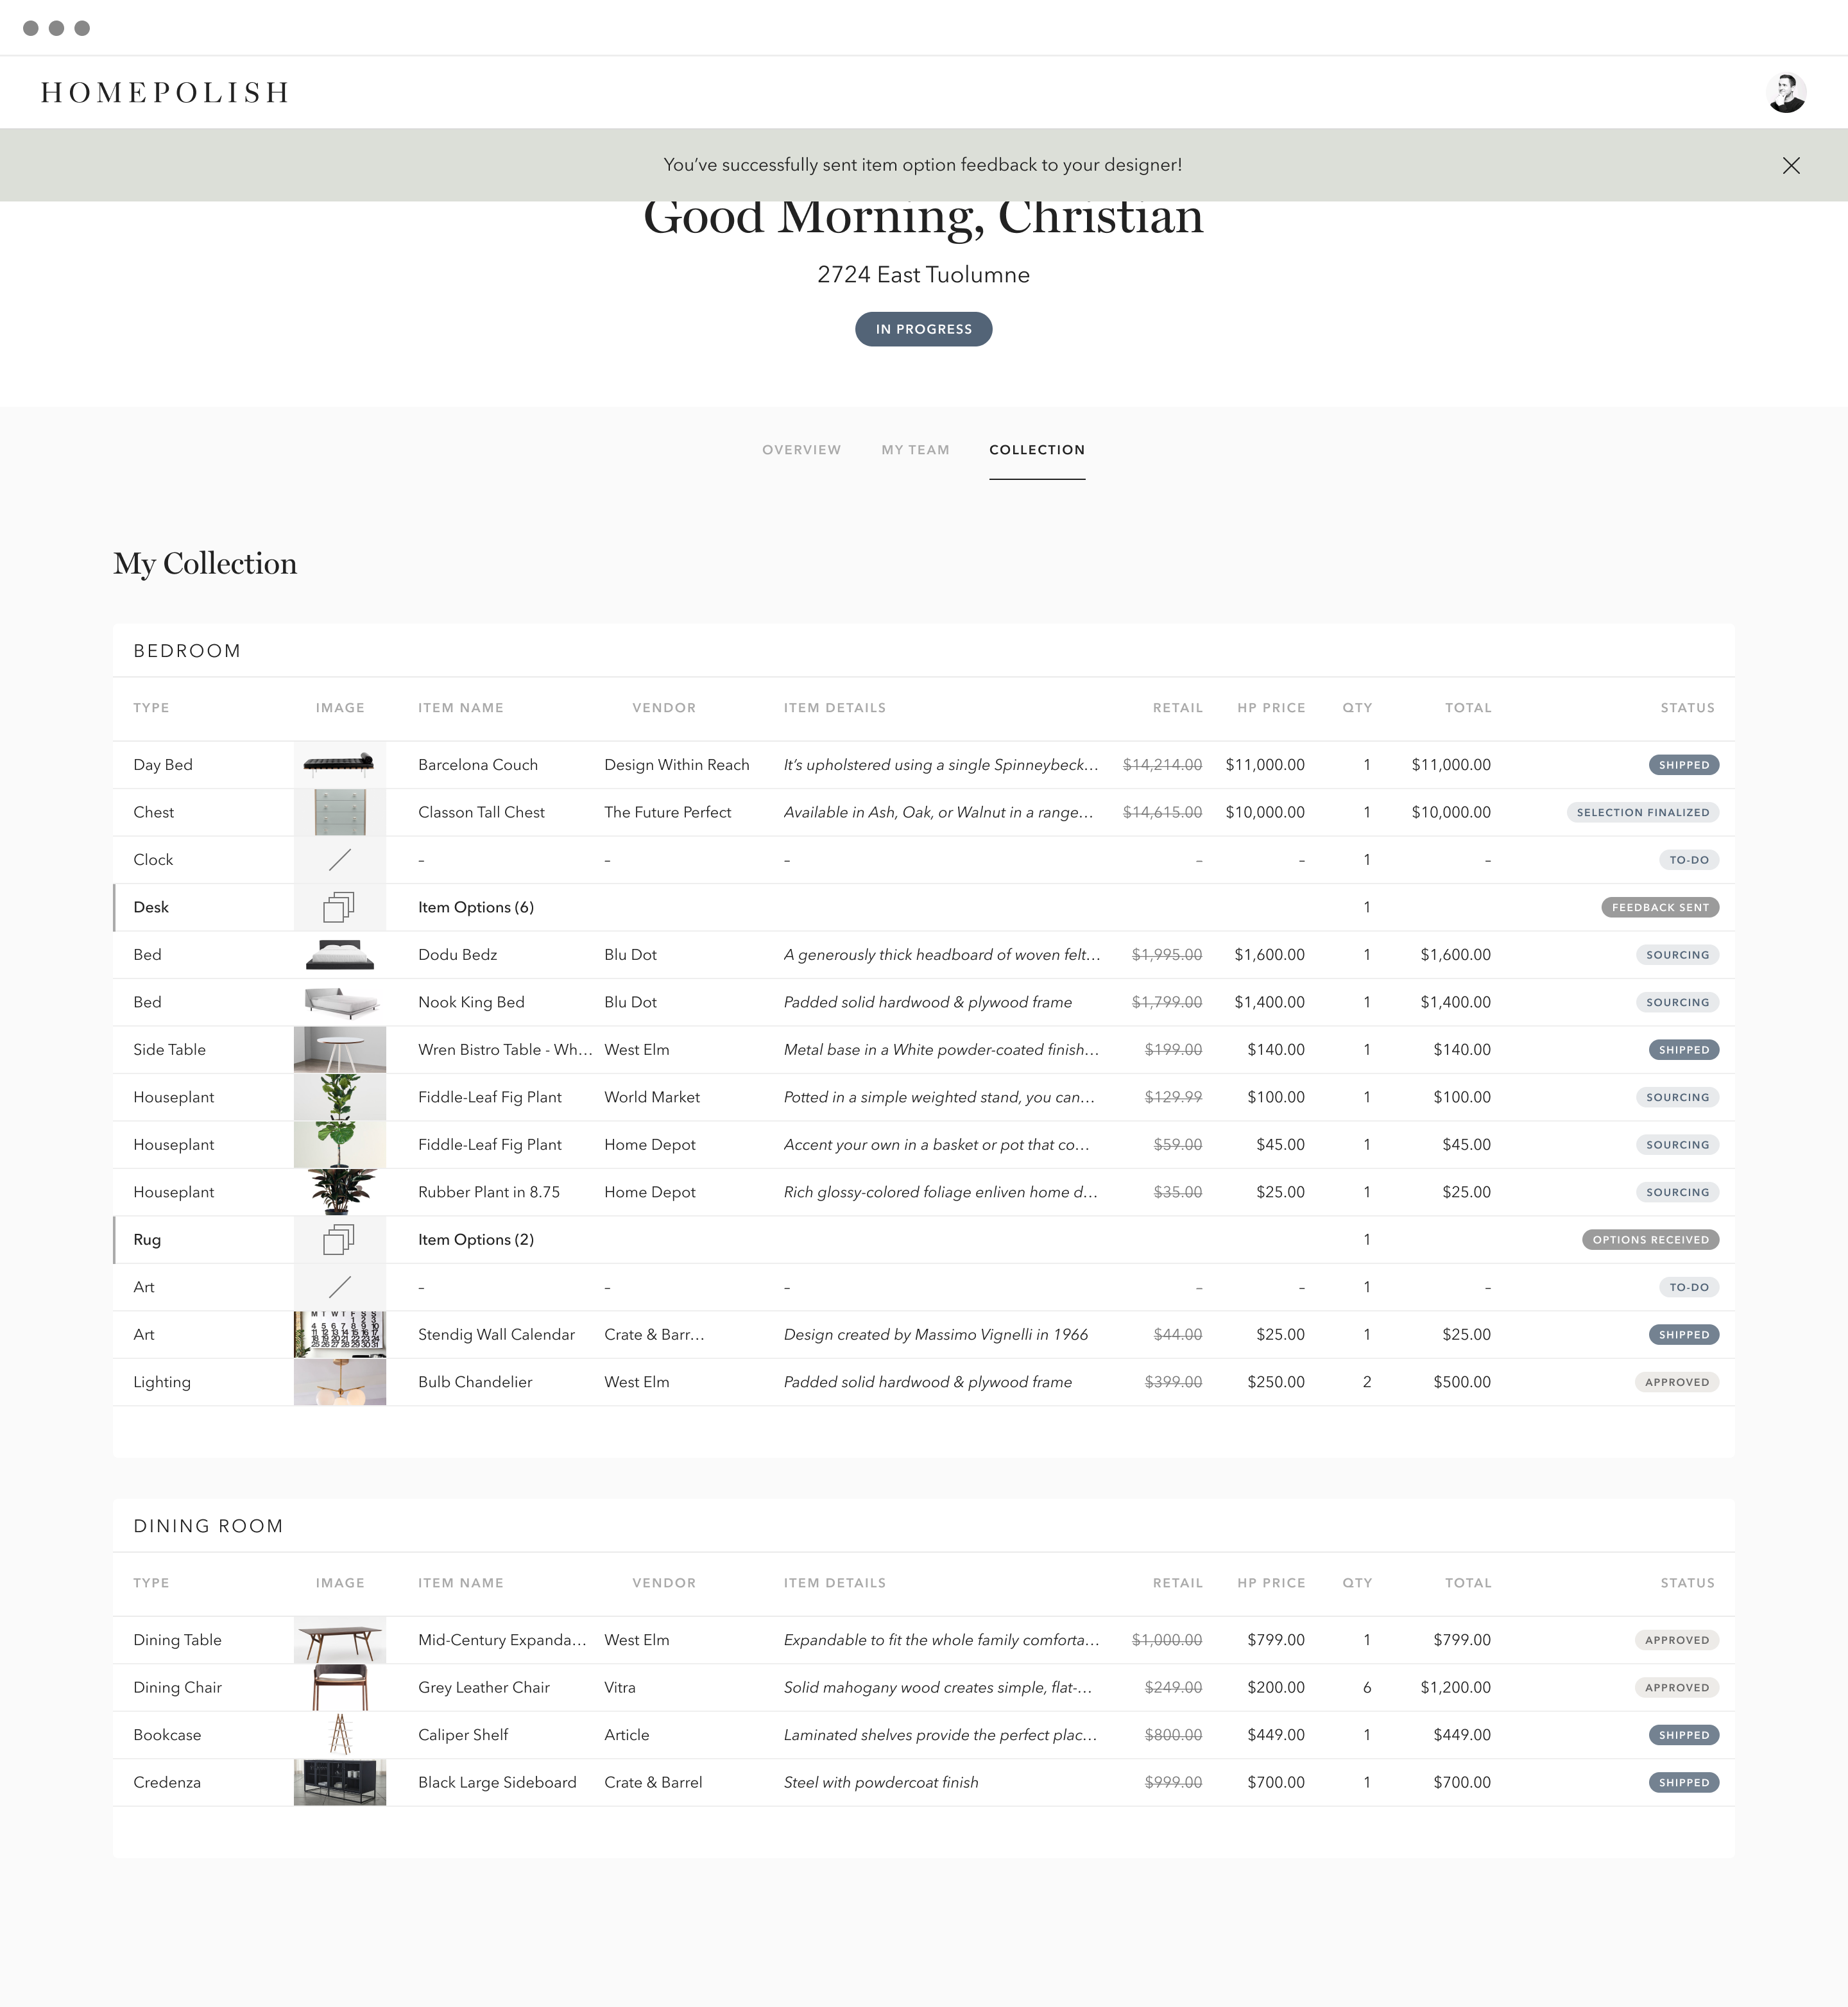 HOMEPOLISH
You’ve successfully sent item option feedback to your designer!
Good Morning, Christian
2724 East Tuolumne
IN PROGRESS
OVERVIEW MY TEAM COLLECTION
My Collection
BEDROOM
TYPE IMAGE ITEM NAME VENDOR ITEM DETAILS RETAIL HP PRICE QTY TOTAL STATUS
Day Bed Barcelona Couch Design Within Reach It’s upholstered using a single Spinneybeck… $14,214.00 $11,000.00 1 $11,000.00 SHIPPED
Chest Classon Tall Chest The Future Perfect Available in Ash, Oak, or Walnut in a range… $14,615.00 $10,000.00 1 $10,000.00 SELECTION FINALIZED
Clock – – – – – 1 – TO-DO
Desk Item Options (6) 1 FEEDBACK SENT
Bed Dodu Bedz Blu Dot A generously thick headboard of woven felt… $1,995.00 $1,600.00 1 $1,600.00 SOURCING
Bed Nook King Bed Blu Dot Padded solid hardwood & plywood frame $1,799.00 $1,400.00 1 $1,400.00 SOURCING
Side Table Wren Bistro Table - Wh… West Elm Metal base in a White powder-coated finish… $199.00 $140.00 1 $140.00 SHIPPED
Houseplant Fiddle-Leaf Fig Plant World Market Potted in a simple weighted stand, you can… $129.99 $100.00 1 $100.00 SOURCING
Houseplant Fiddle-Leaf Fig Plant Home Depot Accent your own in a basket or pot that co… $59.00 $45.00 1 $45.00 SOURCING
Houseplant Rubber Plant in 8.75 Home Depot Rich glossy-colored foliage enliven home d… $35.00 $25.00 1 $25.00 SOURCING
Rug Item Options (2) 1 OPTIONS RECEIVED
Art – – – – – 1 – TO-DO
Art Stendig Wall Calendar Crate & Barr… Design created by Massimo Vignelli in 1966 $44.00 $25.00 1 $25.00 SHIPPED
Lighting Bulb Chandelier West Elm Padded solid hardwood & plywood frame $399.00 $250.00 2 $500.00 APPROVED
DINING ROOM
TYPE IMAGE ITEM NAME VENDOR ITEM DETAILS RETAIL HP PRICE QTY TOTAL STATUS
Dining Table Mid-Century Expanda… West Elm Expandable to fit the whole family comforta… $1,000.00 $799.00 1 $799.00 APPROVED
Dining Chair Grey Leather Chair Vitra Solid mahogany wood creates simple, flat-… $249.00 $200.00 6 $1,200.00 APPROVED
Bookcase Caliper Shelf Article Laminated shelves provide the perfect plac… $800.00 $449.00 1 $449.00 SHIPPED
Credenza Black Large Sideboard Crate & Barrel Steel with powdercoat finish $999.00 $700.00 1 $700.00 SHIPPED